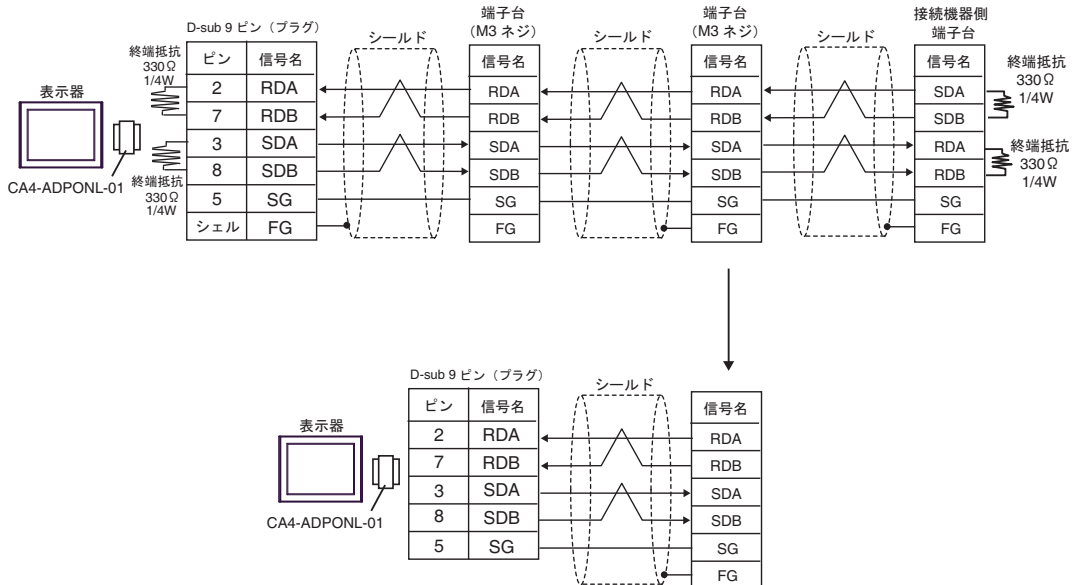 D-sub 9 ピン（プラグ）
ピン 信号名
2 RDA
7 RDB
3 SDA
8 SDB
5 SG
シェル FG
終端抵抗
330Ω
1/4W
終端抵抗
330Ω
1/4W
表示器
CA4-ADPONL-01
シールド
端子台
（M3 ネジ）
信号名
RDA
RDB
SDA
SDB
SG
FG
シールド
端子台
（M3 ネジ）
信号名
RDA
RDB
SDA
SDB
SG
FG
シールド
接続機器側
端子台
信号名
SDA
SDB
RDA
RDB
SG
FG
終端抵抗
330Ω
1/4W
終端抵抗
330Ω
1/4W
D-sub 9 ピン（プラグ）
ピン 信号名
2 RDA
7 RDB
3 SDA
8 SDB
5 SG
表示器
CA4-ADPONL-01
シールド
信号名
RDA
RDB
SDA
SDB
SG
FG